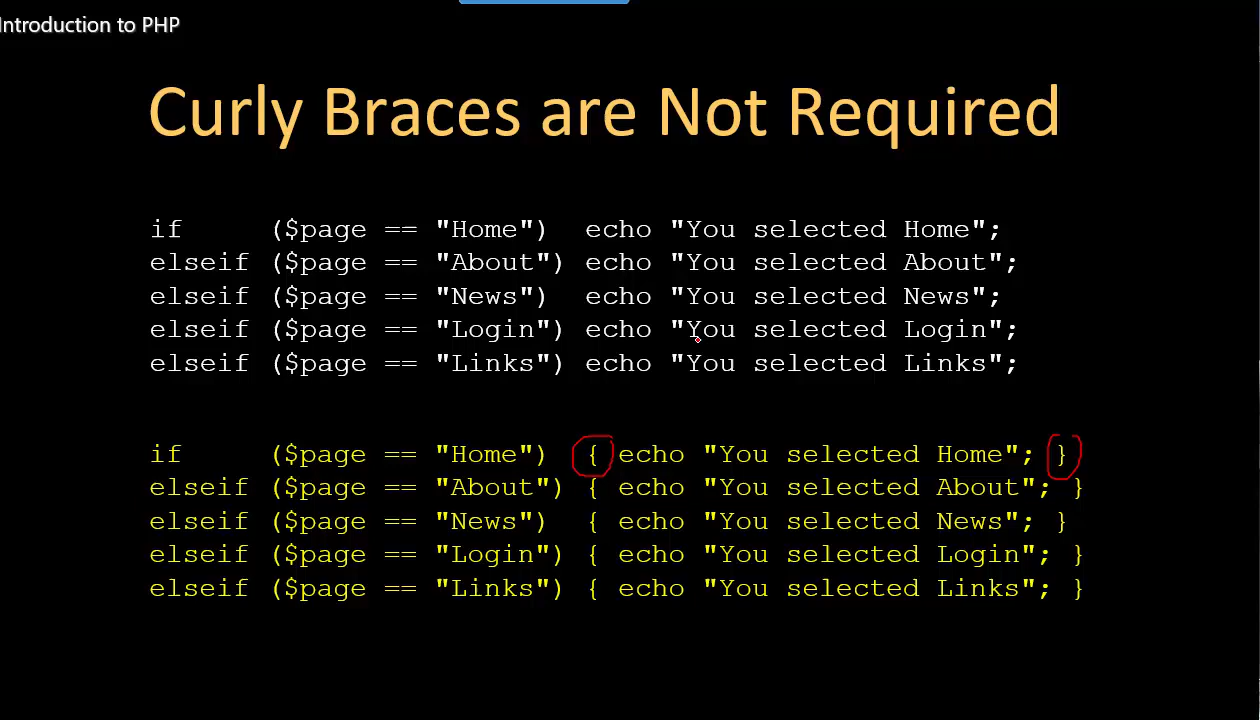 Introduction to PHP
Curly Braces are Not Required
if     ($page == "Home")  echo "You selected Home";
elseif ($page == "About") echo "You selected About";
elseif ($page == "News")  echo "You selected News";
elseif ($page == "Login") echo "You selected Login";
elseif ($page == "Links") echo "You selected Links";
if     ($page == "Home")  { echo "You selected Home"; }
elseif ($page == "About") { echo "You selected About"; }
elseif ($page == "News")  { echo "You selected News"; }
elseif ($page == "Login") { echo "You selected Login"; }
elseif ($page == "Links") { echo "You selected Links"; }